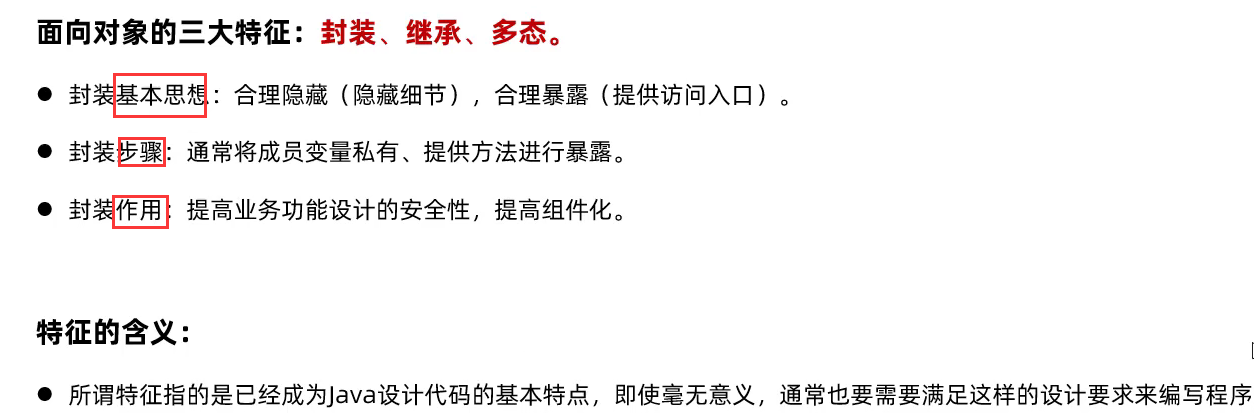 面向对象的三大特征：封装、继承、多态。
● 封装基本思想：合理隐藏（隐藏细节），合理暴露（提供访问入口）。
● 封装步骤：通常将成员变量私有、提供方法进行暴露。
● 封装作用：提高业务功能设计的安全性，提高组件化。
特征的含义：
● 所谓特征指的是已经成为Java设计代码的基本特点，即使毫无意义，通常也要需要满足这样的设计要求来编写程序